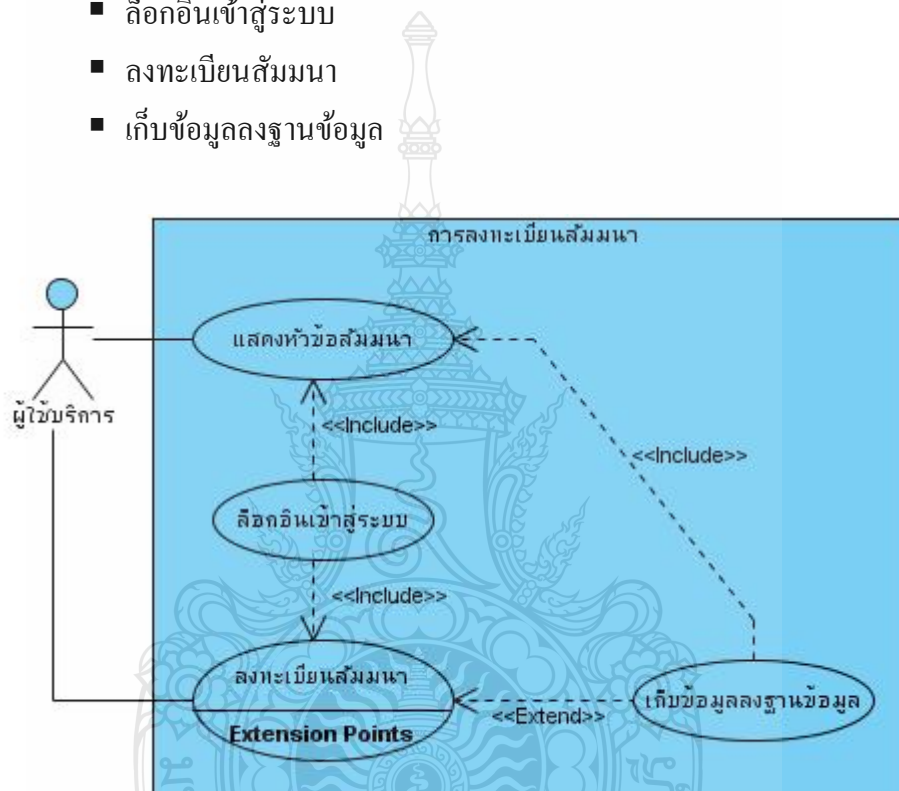 ▪ ล็อกอินเข้าสู่ระบบ
▪ ลงทะเบียนสัมมนา
▪ เก็บข้อมูลลงฐานข้อมูล
การลงทะเบียนสัมมนา
แสดงหัวข้อสัมมนา
ผู้ใช้บริการ
<<Include>>
<<Include>>
ล็อกอินเข้าสู่ระบบ
<<Include>>
ลงทะเบียนสัมมนา
เก็บข้อมูลลงฐานข้อมูล
<<Extend>>
Extension Points